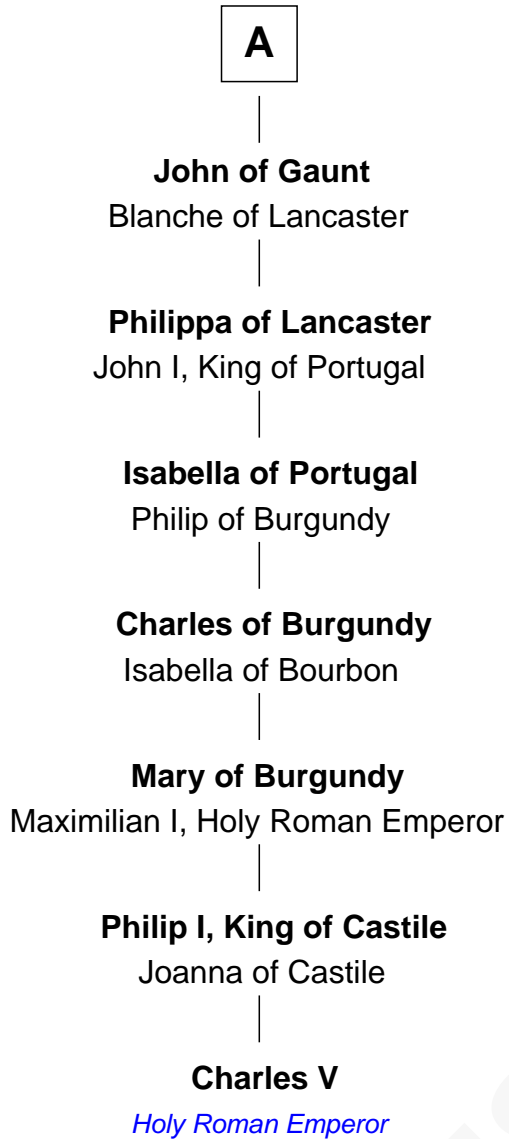 A
John of Gaunt
Blanche of Lancaster
Philippa of Lancaster
John I, King of Portugal
Isabella of Portugal
Philip of Burgundy
Charles of Burgundy
Isabella of Bourbon
Mary of Burgundy
Maximilian I, Holy Roman Emperor
Philip I, King of Castile
Joanna of Castile
Charles V
Holy Roman Emperor